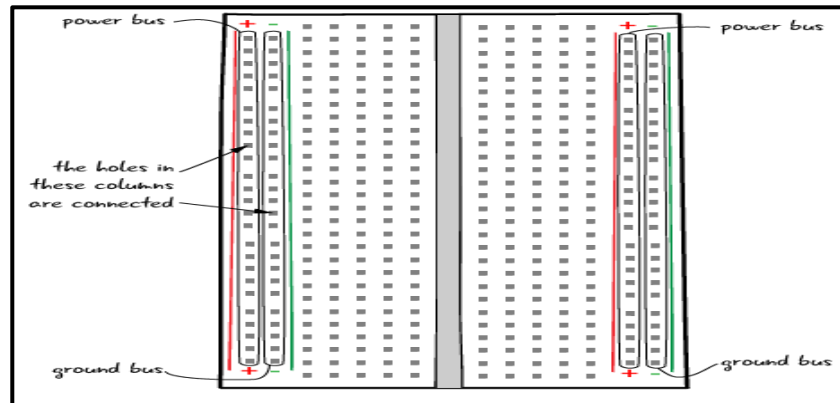 power bus
+ -
+ -
power bus
the holes in
these columns
are connected
ground bus
+ -
+ -
ground bus